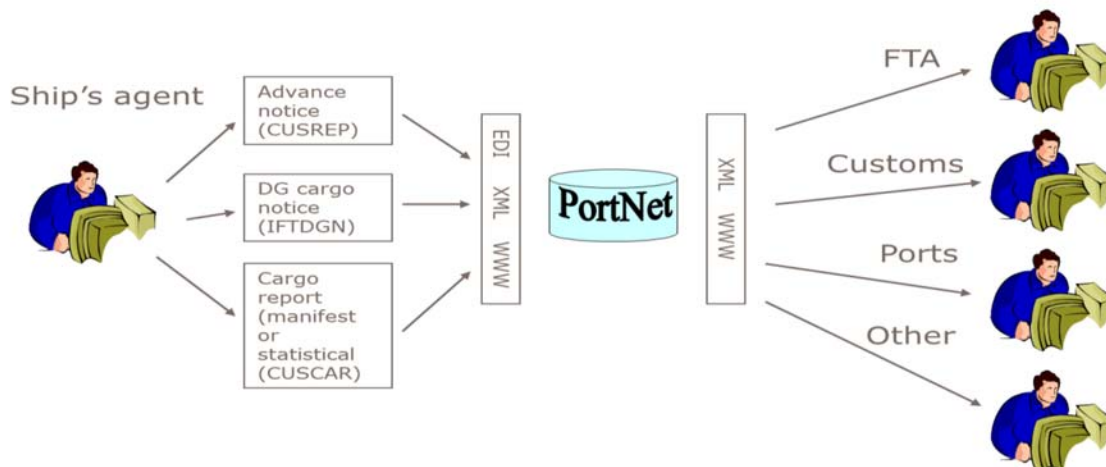 Ship's agent
Advance
notice
(CUSREP)
DG cargo
notice
(IFTDGN)
Cargo
report
(manifest
or
statistical
(CUSCAR)
EDI XML WWW
PortNet
XML WWW
FTA
Customs
Ports
Other